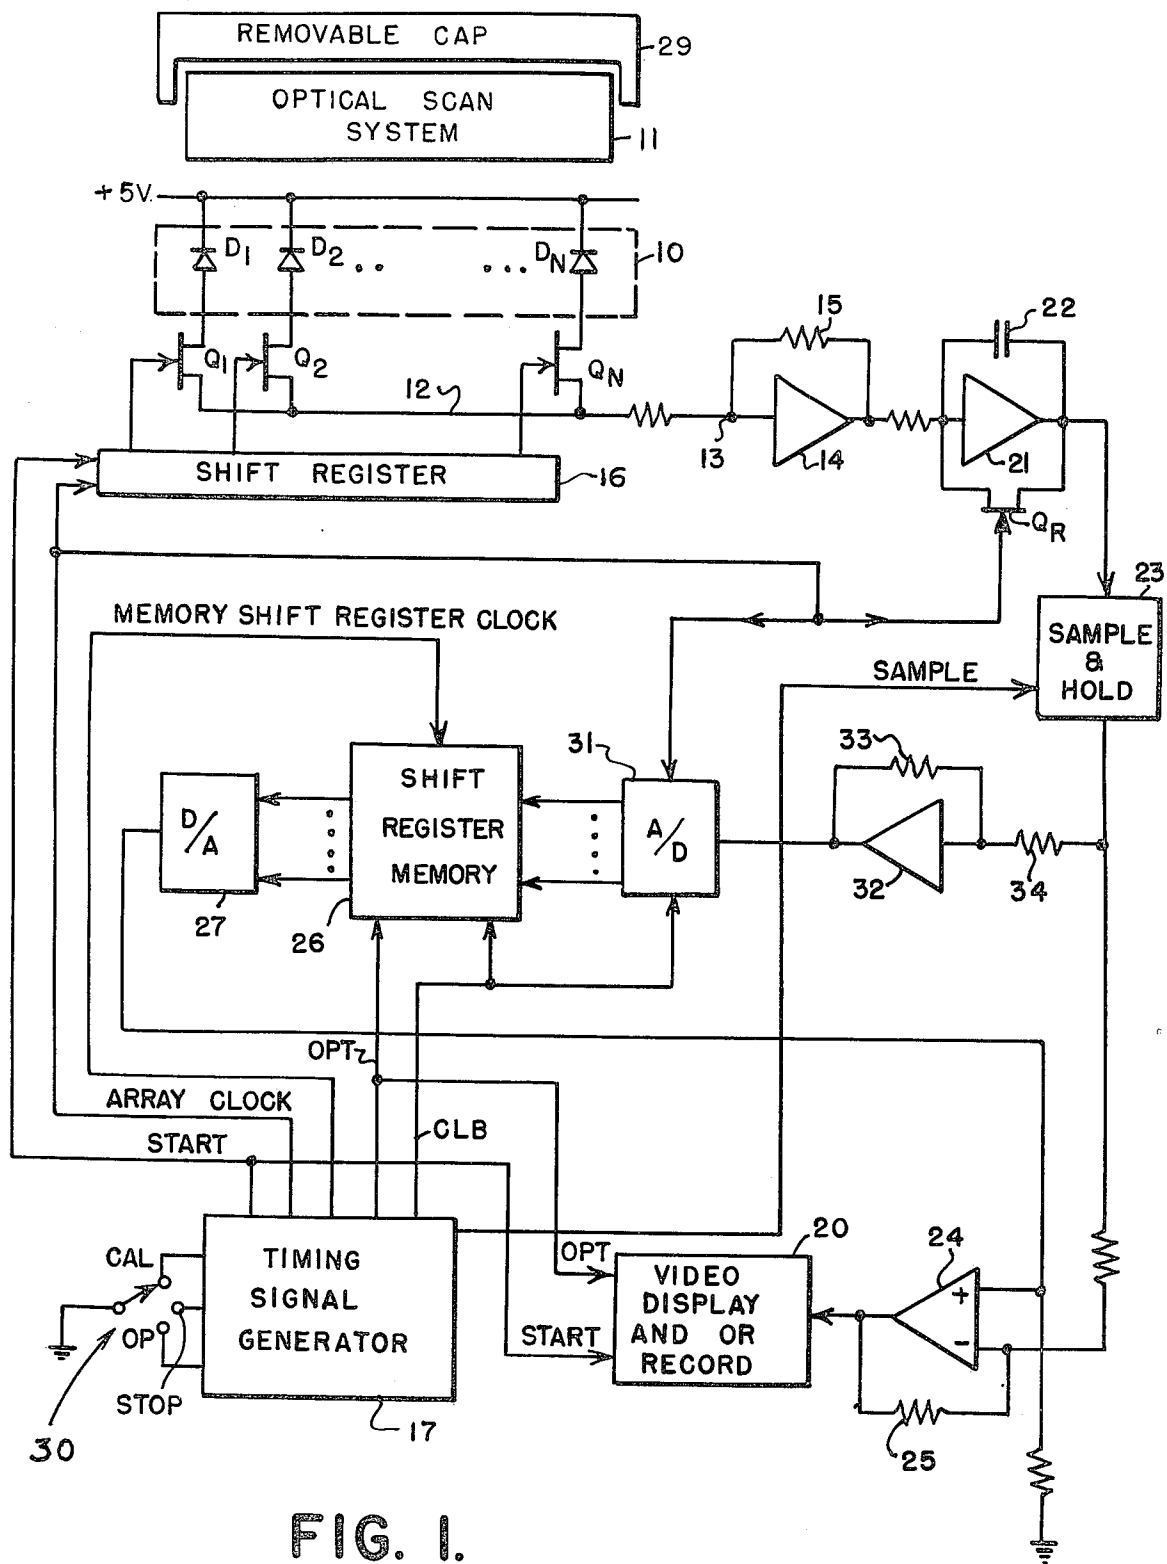 REMOVABLE CAP
29
OPTICAL SCAN
SYSTEM
11
+5V.
D1
D2
DN
10
Q1
Q2
QN
12
13
14
15
21
22
QR
SHIFT REGISTER
16
23
SAMPLE
&
HOLD
MEMORY SHIFT REGISTER CLOCK
SAMPLE
31
33
D/A
27
SHIFT
REGISTER
MEMORY
26
A/D
32
34
OPT
ARRAY CLOCK
START
CLB
CAL
OP
STOP
30
TIMING
SIGNAL
GENERATOR
17
OPT
START
20
VIDEO
DISPLAY
AND OR
RECORD
24
+
-
25
FIG. 1.